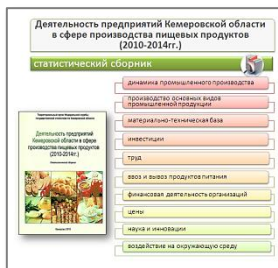 Деятельность предприятий Кемеровской области
в сфере производства пищевых продуктов
(2010-2014гг.)
статистический сборник
динамика промышленного производства
производство основных видов
промышленной продукции
материально-техническая база
инвестиции
труд
ввоз и вывоз продуктов питания
финансовая деятельность организаций
цены
наука и инновации
воздействие на окружающую среду
Деятельность предприятий
Кемеровской области в сфере
производства пищевых продуктов
(2010-2014гг.)